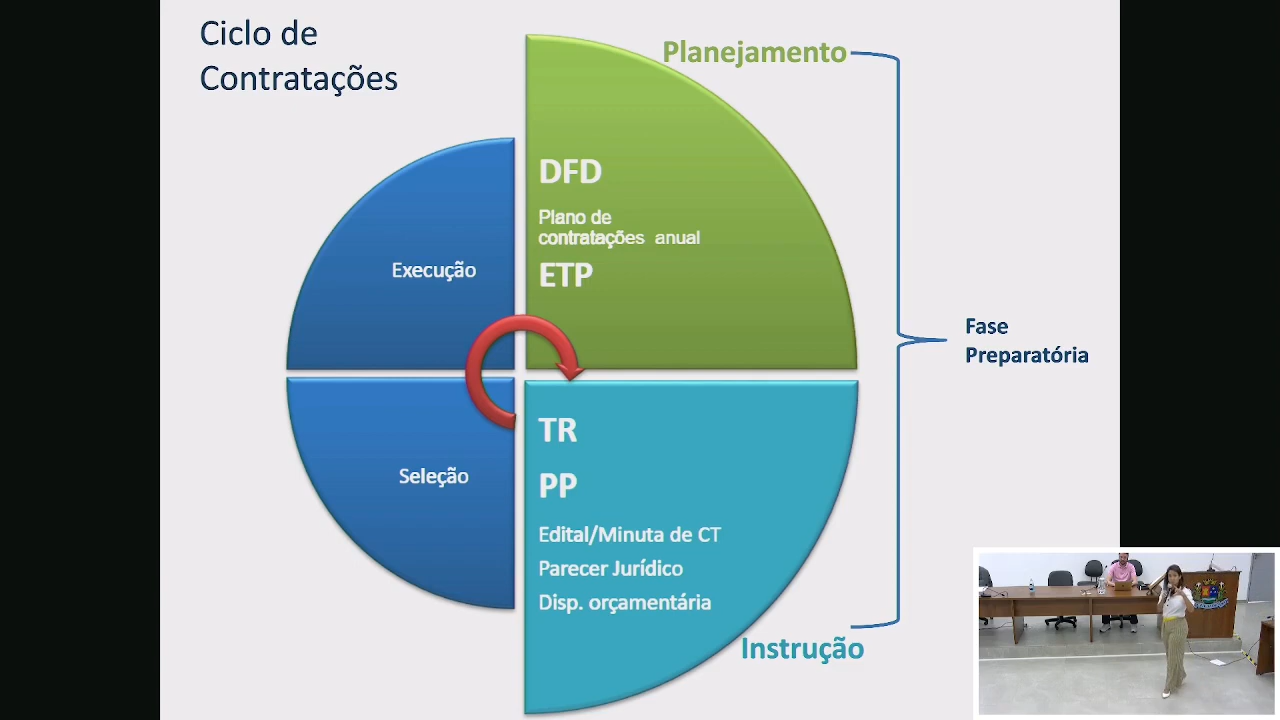 Ciclo de
Contratações
Planejamento
DFD
Plano de
contratações anual
ETP
Execução
Fase
Preparatória
TR
PP
Seleção
Edital/Minuta de CT
Parecer Jurídico
Disp. orçamentária
Instrução